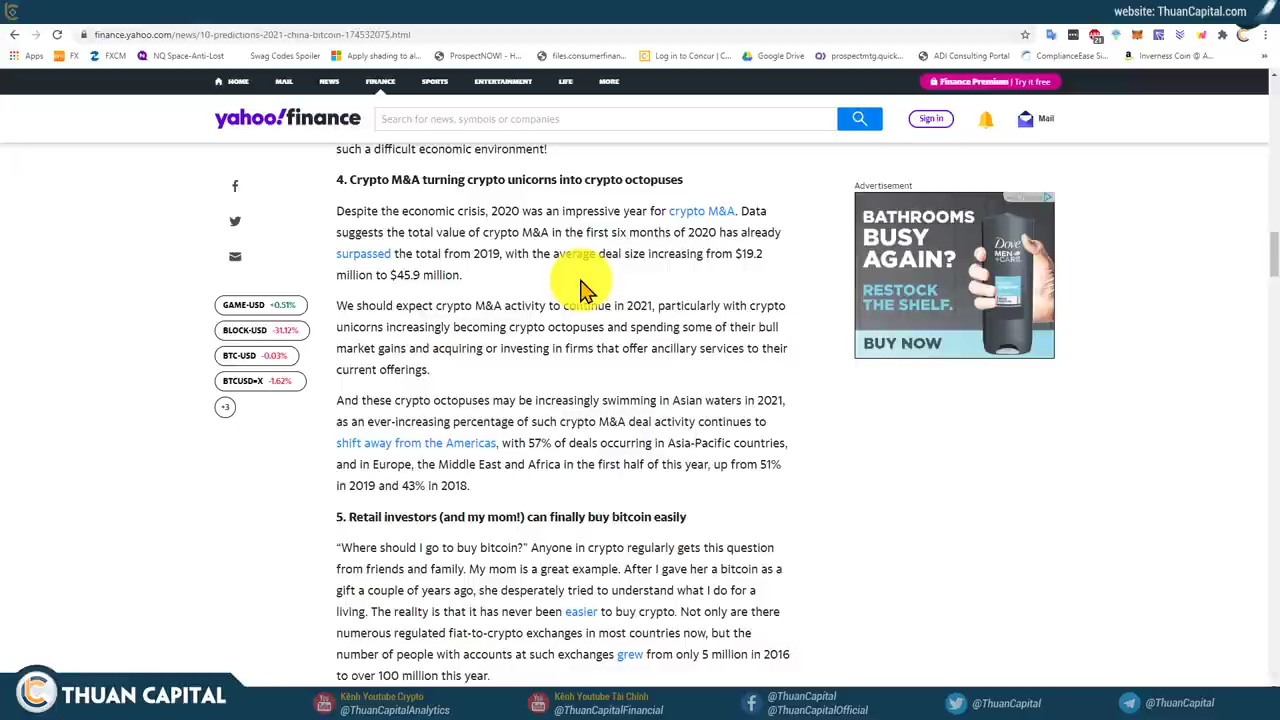 website: ThuanCapital.com
finance.yahoo.com/news/10-predictions-2021-china-bitcoin-174532075.html
Apps
FX
FXCM
NQ Space-Anti-Lost
Swag Codes Spoiler
Apply shading to al...
ProspectNOW! - Ho...
files.consumerfinan...
Log in to Concur | C...
Google Drive
prospectmtg.quick...
ADI Consulting Portal
ComplianceEase Si...
Inverness Coin @ A...
HOME
MAIL
NEWS
FINANCE
SPORTS
ENTERTAINMENT
LIFE
MORE
Finance Premium | Try it free
yahoo!finance
Search for news, symbols or companies
Sign in
Mail
such a difficult economic environment!
4. Crypto M&A turning crypto unicorns into crypto octopuses
Despite the economic crisis, 2020 was an impressive year for crypto M&A. Data
suggests the total value of crypto M&A in the first six months of 2020 has already
surpassed the total from 2019, with the average deal size increasing from $19.2
million to $45.9 million.
We should expect crypto M&A activity to continue in 2021, particularly with crypto
unicorns increasingly becoming crypto octopuses and spending some of their bull
market gains and acquiring or investing in firms that offer ancillary services to their
current offerings.
And these crypto octopuses may be increasingly swimming in Asian waters in 2021,
as an ever-increasing percentage of such crypto M&A deal activity continues to
shift away from the Americas, with 57% of deals occurring in Asia-Pacific countries,
and in Europe, the Middle East and Africa in the first half of this year, up from 51%
in 2019 and 43% in 2018.
5. Retail investors (and my mom!) can finally buy bitcoin easily
“Where should I go to buy bitcoin?” Anyone in crypto regularly gets this question
from friends and family. My mom is a great example. After I gave her a bitcoin as a
gift a couple of years ago, she desperately tried to understand what I do for a
living. The reality is that it has never been easier to buy crypto. Not only are there
numerous regulated fiat-to-crypto exchanges in most countries now, but the
number of people with accounts at such exchanges grew from only 5 million in 2016
to over 100 million this year.
GAME-USD +0.51%
BLOCK-USD -31.12%
BTC-USD -0.03%
BTCUSD=X -1.62%
+3
Advertisement
BATHROOMS
BUSY
AGAIN?
RESTOCK
THE SHELF.
BUY NOW
Dove
MEN+CARE
THUAN CAPITAL
Kênh Youtube Crypto
@ThuanCapitalAnalytics
Kênh Youtube Tài Chính
@ThuanCapitalFinancial
@ThuanCapital
@ThuanCapitalOfficial
@ThuanCapital
@ThuanCapital